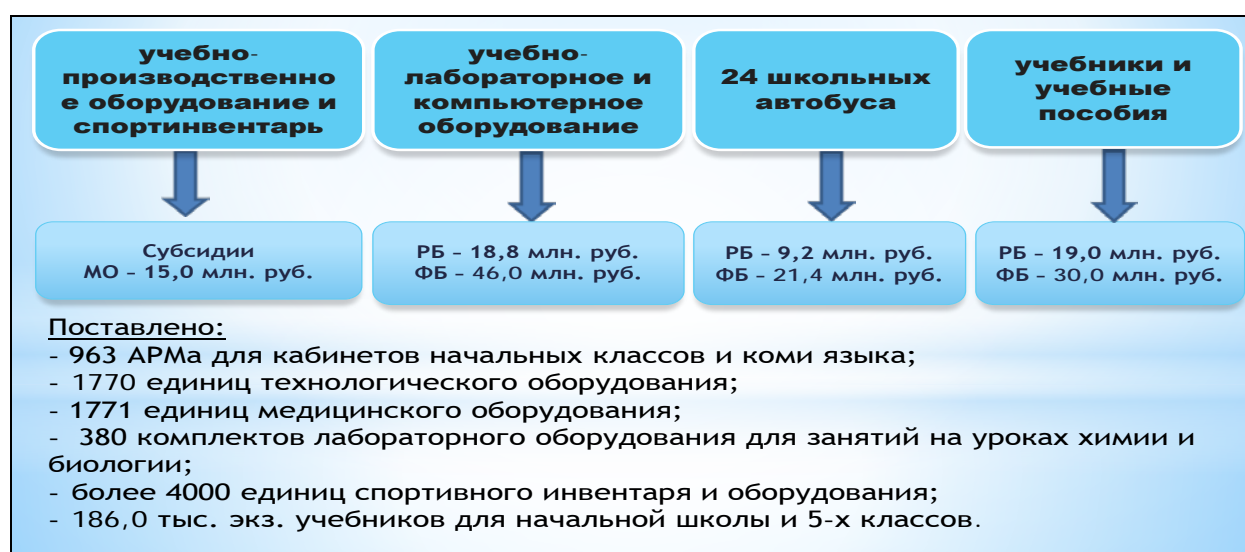 учебно-
производственно
е оборудование и
спортинвентарь
учебно-
лабораторное и
компьютерное
оборудование
24 школьных
автобуса
учебники и
учебные
пособия
Субсидии
МО – 15,0 млн. руб.
РБ – 18,8 млн. руб.
ФБ – 46,0 млн. руб.
РБ – 9,2 млн. руб.
ФБ – 21,4 млн. руб.
РБ – 19,0 млн. руб.
ФБ – 30,0 млн. руб.
Поставлено:
- 963 АРМа для кабинетов начальных классов и коми языка;
- 1770 единиц технологического оборудования;
- 1771 единиц медицинского оборудования;
- 380 комплектов лабораторного оборудования для занятий на уроках химии и
биологии;
- более 4000 единиц спортивного инвентаря и оборудования;
- 186,0 тыс. экз. учебников для начальной школы и 5-х классов.